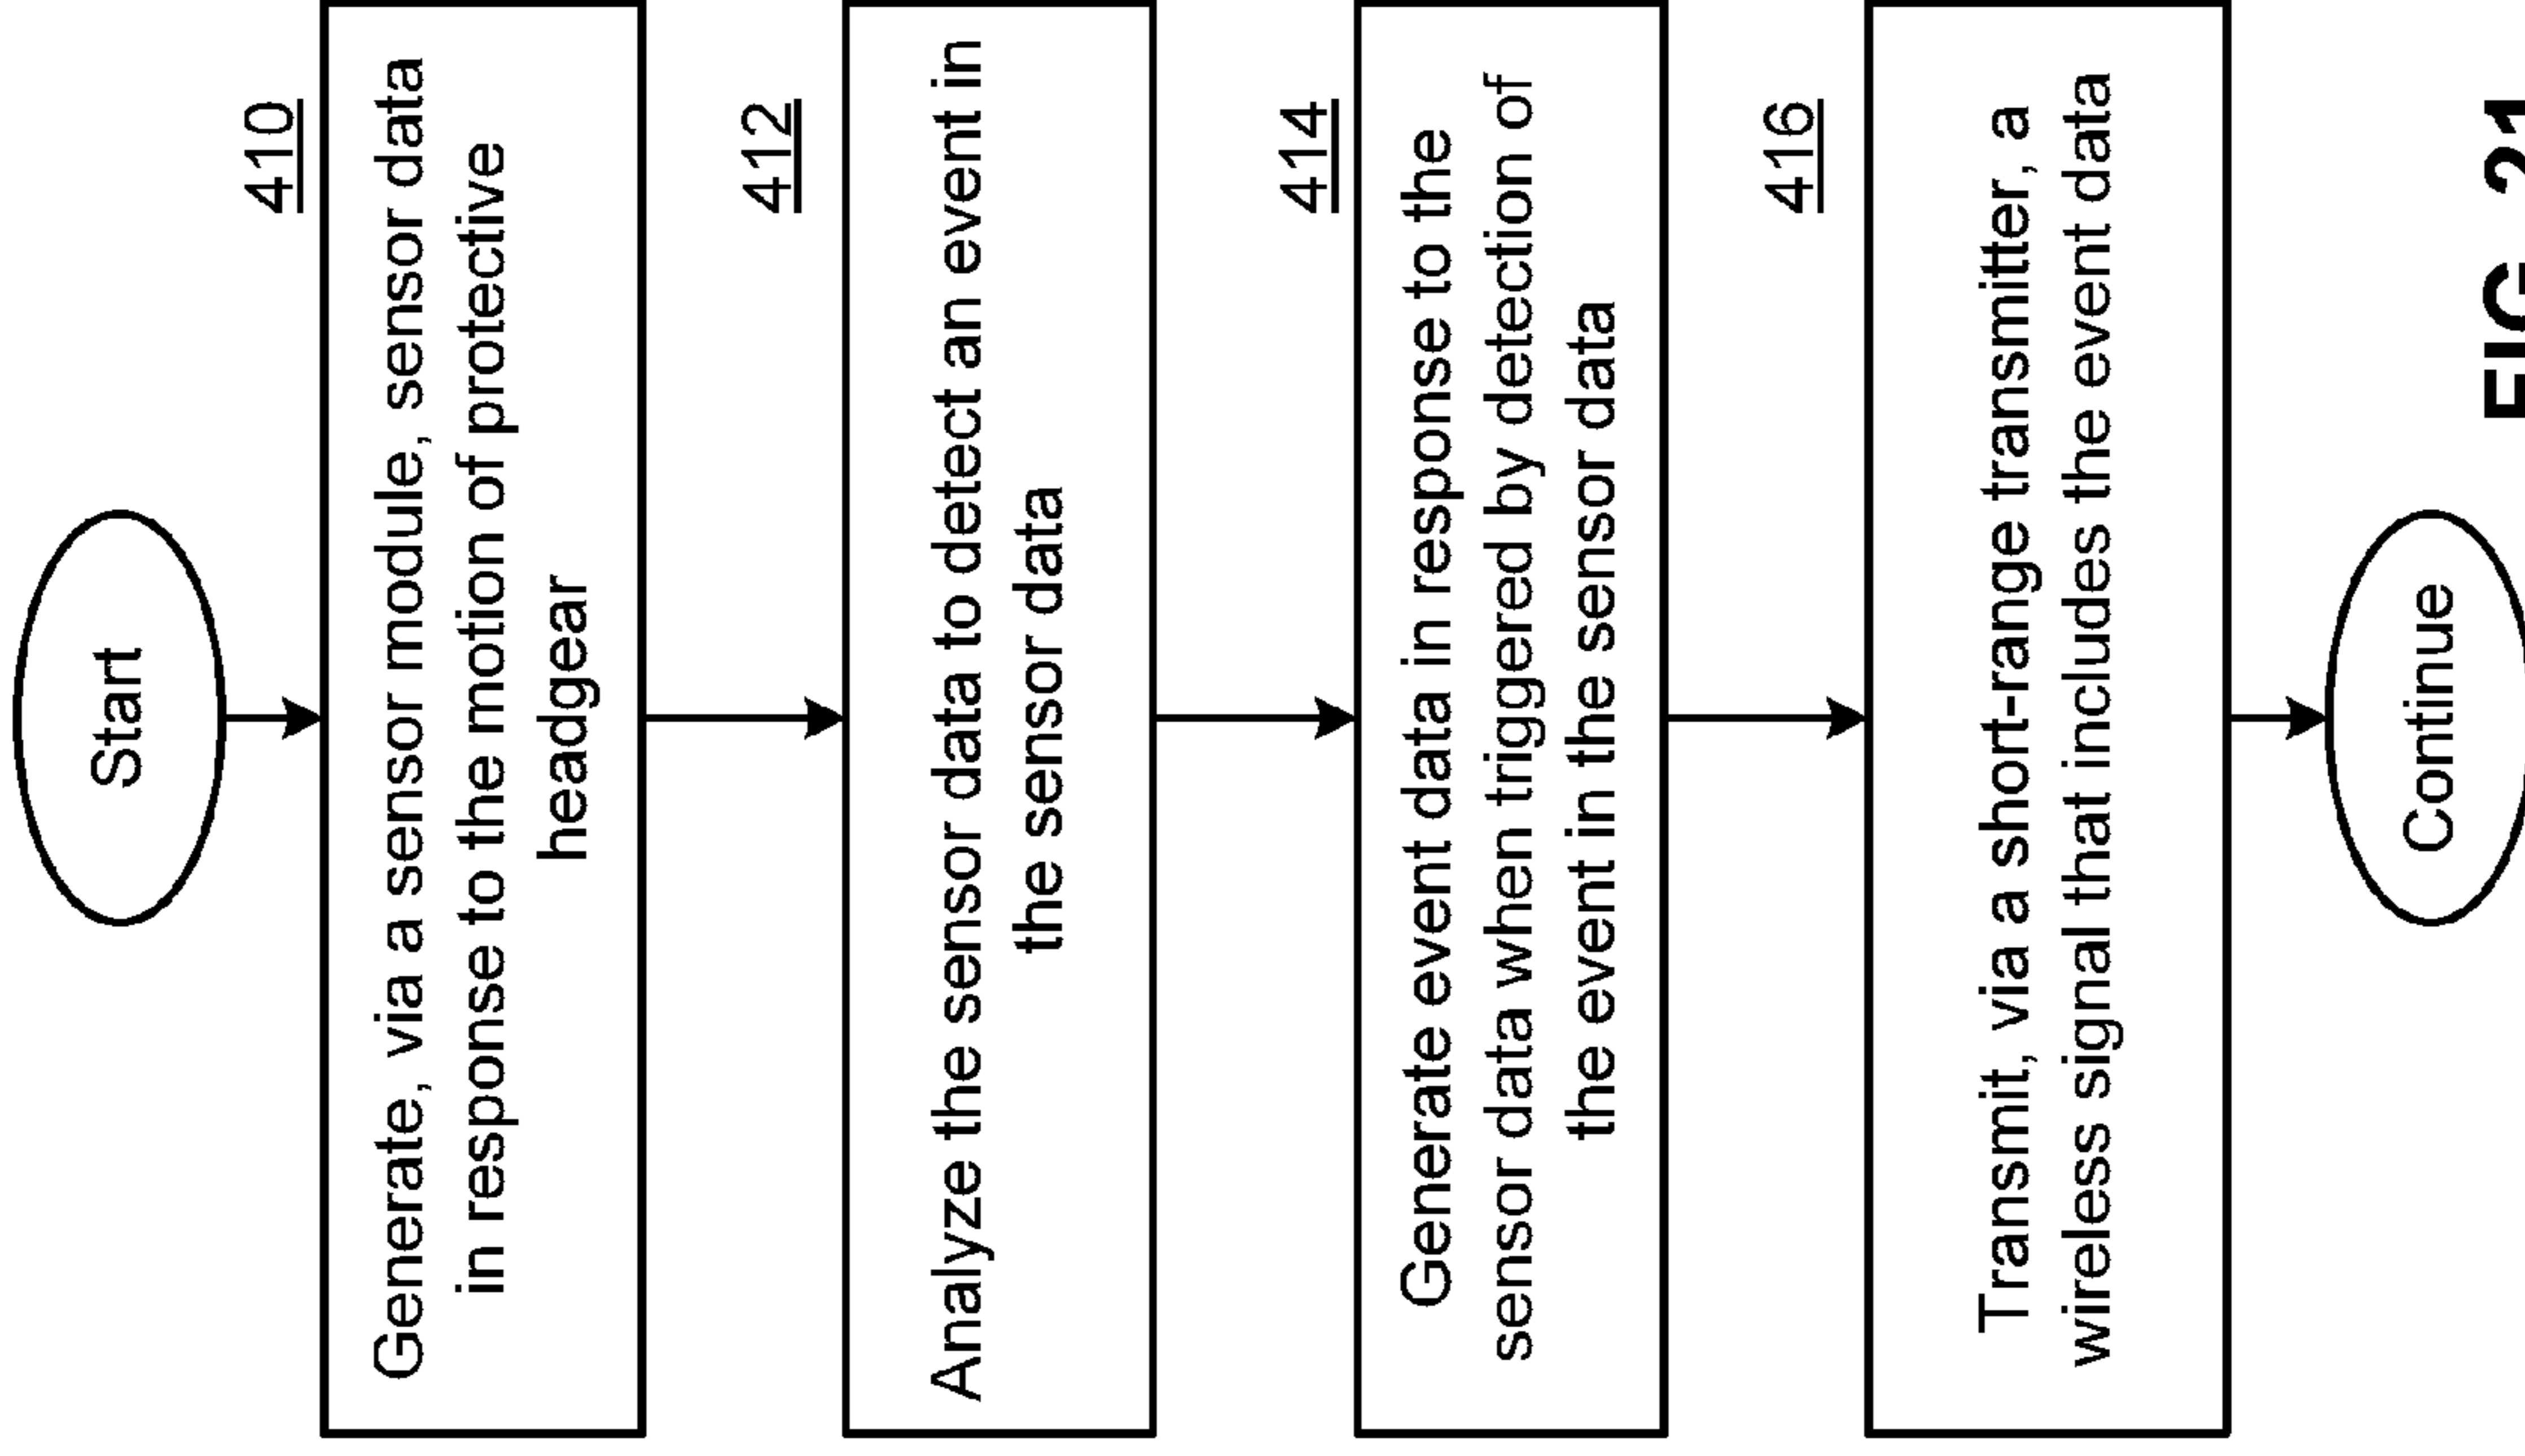 Start
410
Generate, via a sensor module, sensor data
in response to the motion of protective
headgear
412
Analyze the sensor data to detect an event in
the sensor data
414
Generate event data in response to the
sensor data when triggered by detection of
the event in the sensor data
416
Transmit, via a short-range transmitter, a
wireless signal that includes the event data
Continue
FIG. 21